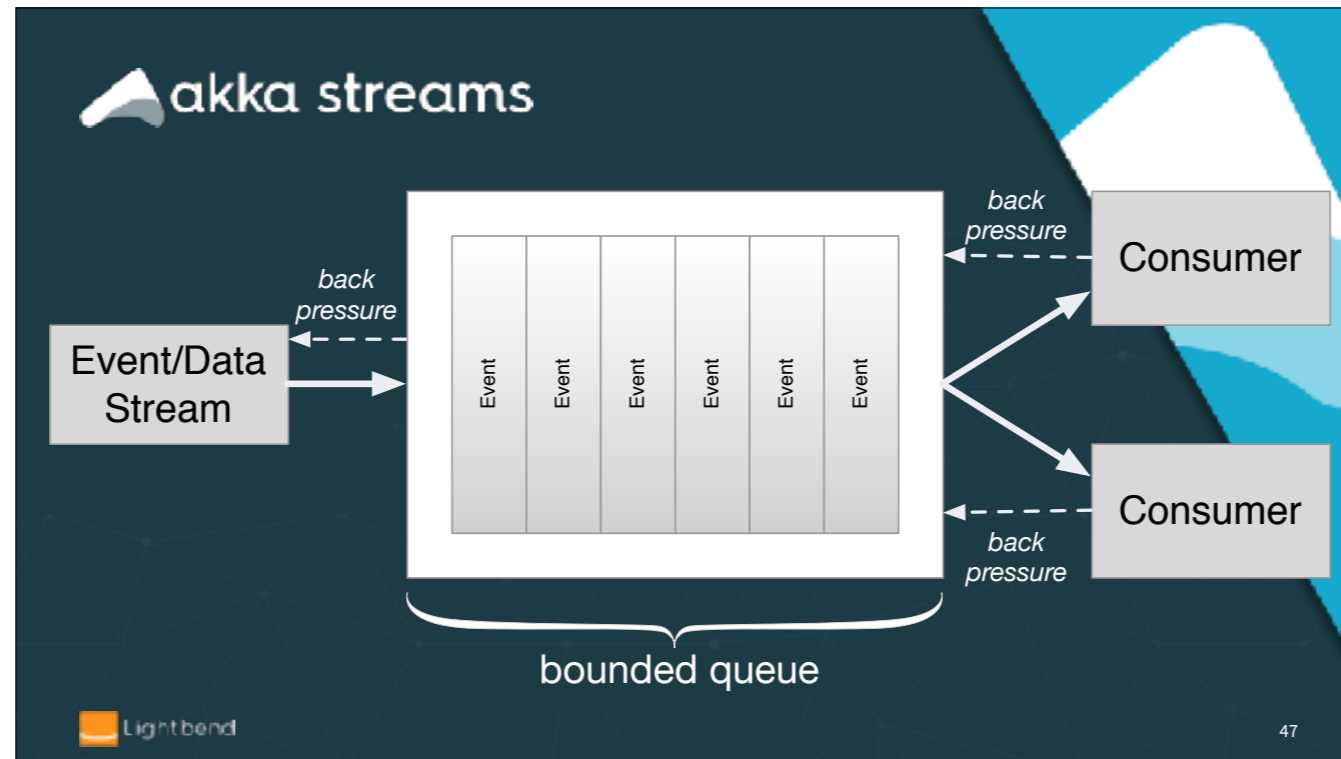 akka streams
back
pressure
Event/Data
Stream
Event
Event
Event
Event
Event
Event
back
pressure
Consumer
Consumer
back
pressure
bounded queue
Lightbend
47